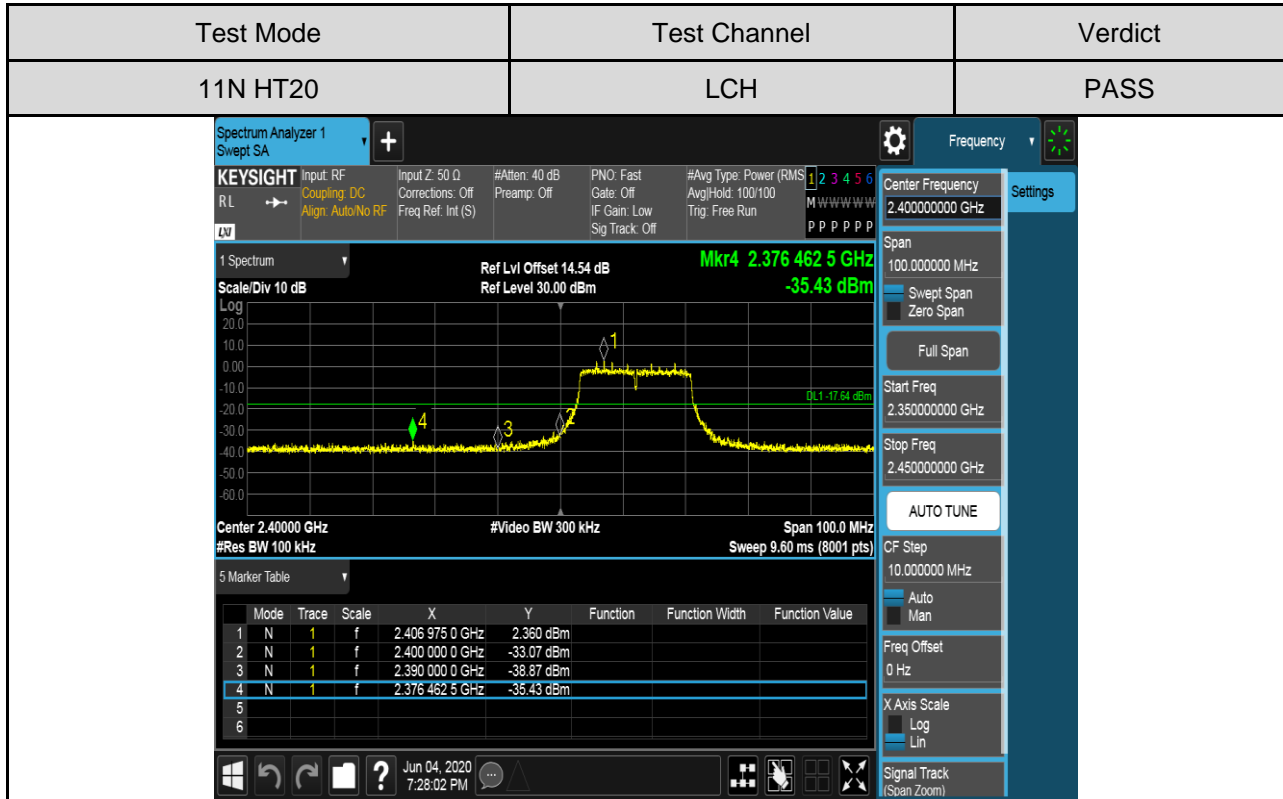 Test Mode Test Channel Verdict
11N HT20 LCH PASS
Spectrum Analyzer 1
Swept SA
+
Frequency
KEYSIGHT Input: RF Input Z: 50 Ω #Atten: 40 dB PNO: Fast #Avg Type: Power (RMS 1 2 3 4 5 6
RL Coupling: DC Corrections: Off Preamp: Off Gate: Off Avg|Hold: 100/100 M W W W W W
Align: Auto/No RF Freq Ref: Int (S) IF Gain: Low Trig: Free Run
LXI Sig Track: Off P P P P P P
1 Spectrum Ref Lvl Offset 14.54 dB Mkr4 2.376 462 5 GHz
Scale/Div 10 dB Ref Level 30.00 dBm -35.43 dBm
Log
20.0
10.0
0.00
-10.0
-20.0
-30.0
-40.0
-50.0
-60.0
1
DL1 -17.64 dBm
2
4
3
Center 2.40000 GHz #Video BW 300 kHz Span 100.0 MHz
#Res BW 100 kHz Sweep 9.60 ms (8001 pts)
5 Marker Table
Mode Trace Scale X Y Function Function Width Function Value
1 N 1 f 2.406 975 0 GHz 2.360 dBm
2 N 1 f 2.400 000 0 GHz -33.07 dBm
3 N 1 f 2.390 000 0 GHz -38.87 dBm
4 N 1 f 2.376 462 5 GHz -35.43 dBm
5
6
?
Jun 04, 2020
7:28:02 PM
Center Frequency
2.400000000 GHz
Settings
Span
100.000000 MHz
Swept Span
Zero Span
Full Span
Start Freq
2.350000000 GHz
Stop Freq
2.450000000 GHz
AUTO TUNE
CF Step
10.000000 MHz
Auto
Man
Freq Offset
0 Hz
X Axis Scale
Log
Lin
Signal Track
(Span Zoom)